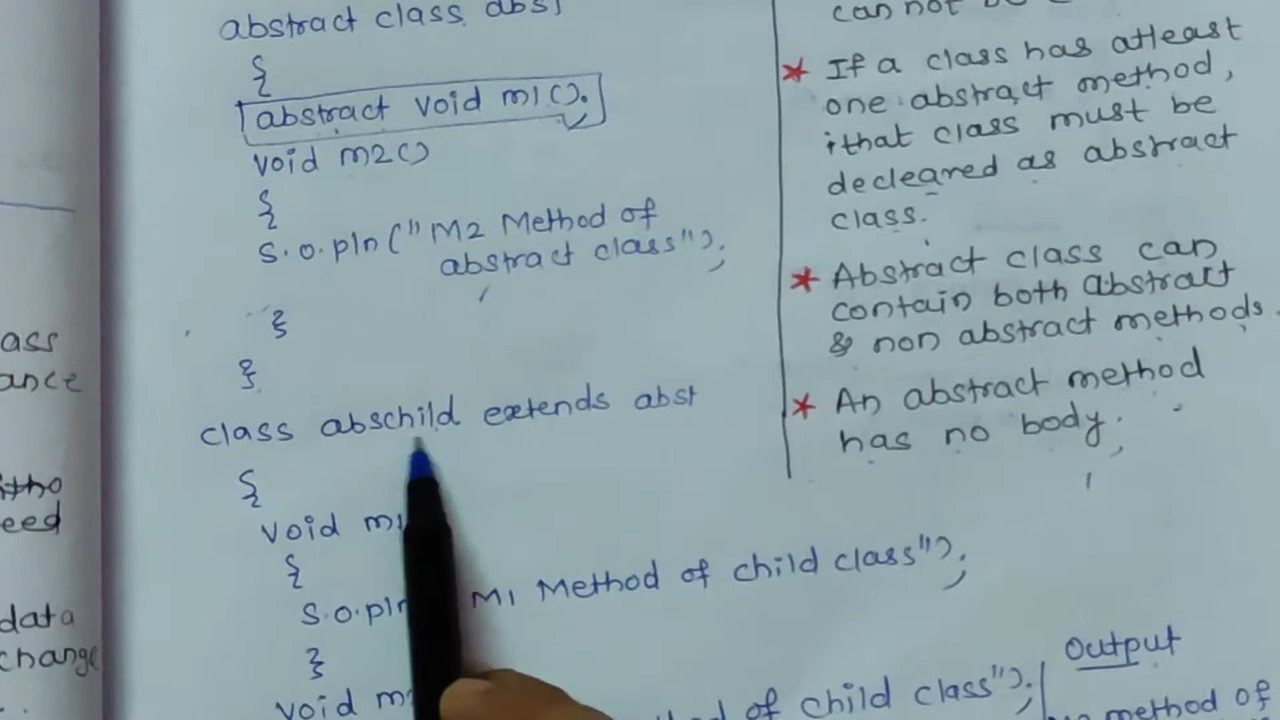 abstract class abst
{
abstract void m1();
void m2()
{
S.o.pln("M2 Method of
abstract class");
}
}
class abschild extends abst
{
void m1
{
S.o.pln M1 Method of child class");
}
void m
of child class");
can not
* If a class has atleast
one abstract method,
that class must be
decleared as abstract
class.
* Abstract class can
contain both abstract
& non abstract methods.
* An abstract method
has no body.
Output
method of
ass
ance
eed
data
change